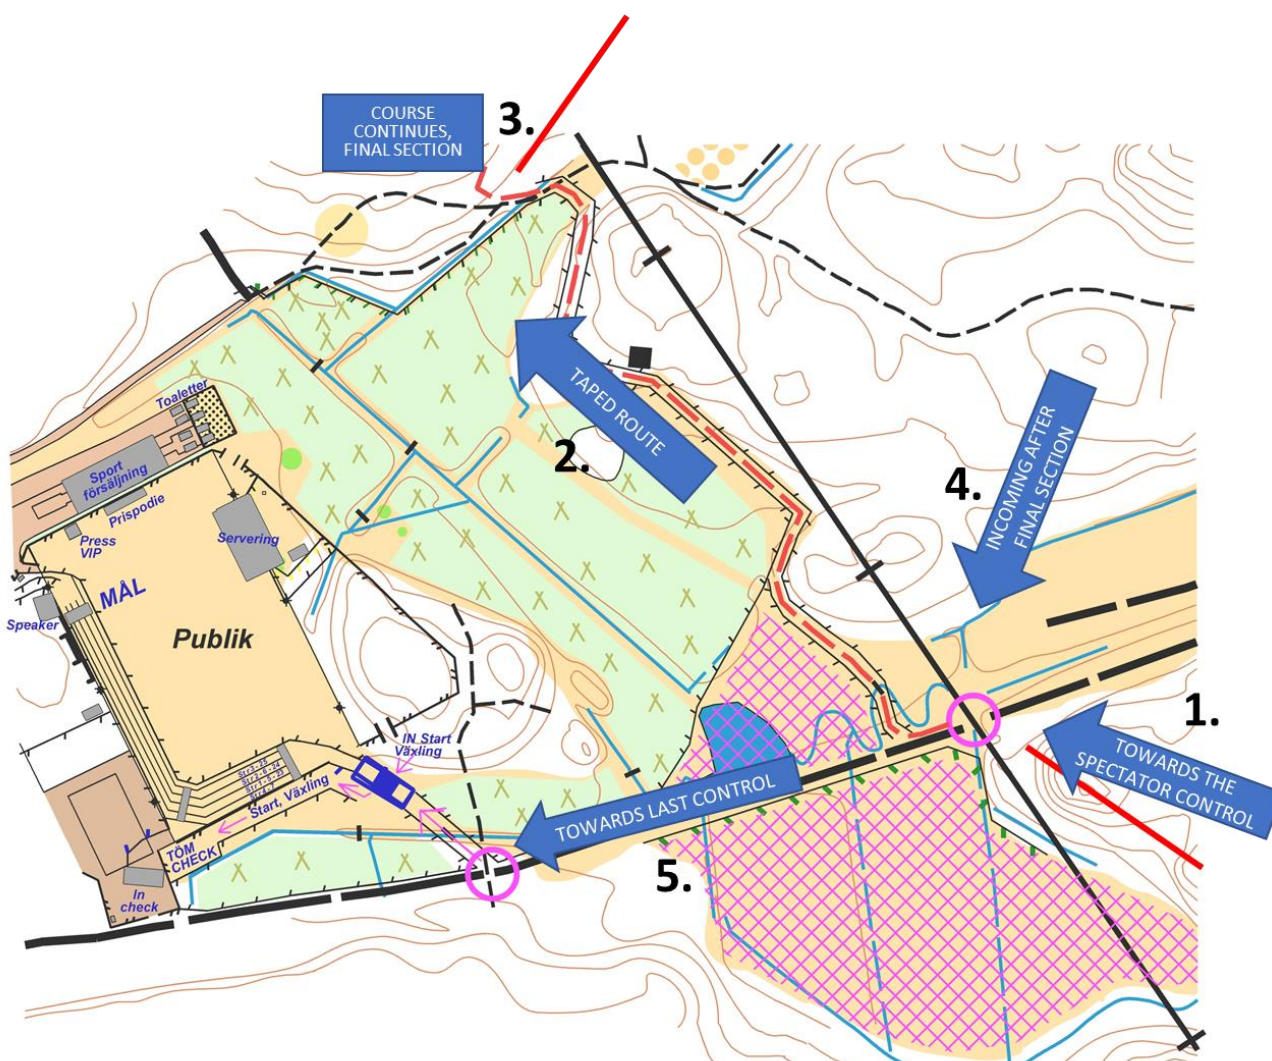 COURSE
CONTINUES,
FINAL SECTION
3.
TAPED ROUTE
2.
INCOMING AFTER
FINAL SECTION
4.
1.
TOWARDS THE
SPECTATOR CONTROL
TOWARDS LAST CONTROL
5.
Toaletter
Sport
försäljning
Prispodie
Press
VIP
Servering
MÅL
Speaker
Publik
IN Start
Växling
Start, Växling
TÖM
CHECK
In
check